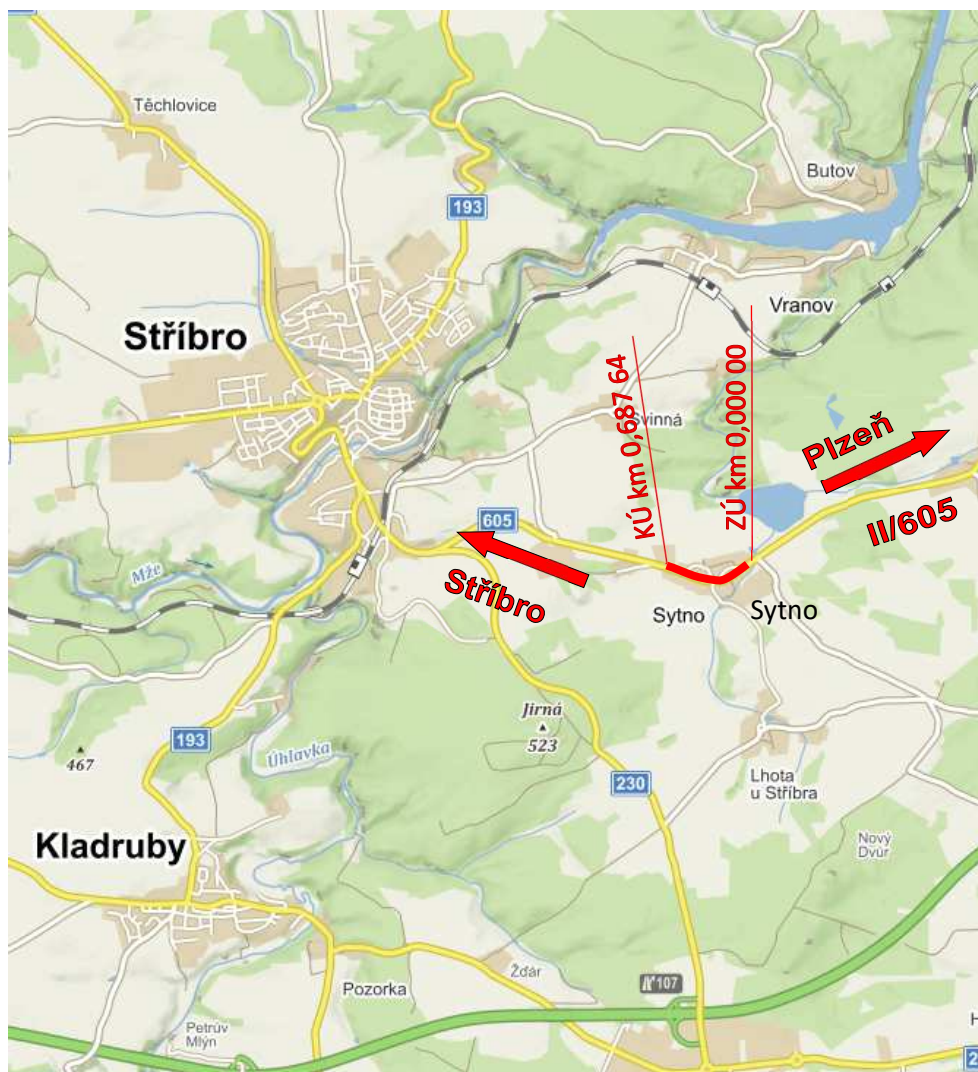 Těchlovice
Butov
193
Stříbro
Vranov
KÚ km 0,687 64
ZÚ km 0,000 00
Svinná
Plzeň
II/605
605
Stříbro
Mže
Sytno
Sytno
Jirná
523
193
467
Úhlavka
230
Lhota
u Stříbra
Nový
Dvůr
Kladruby
Žďár
107
Pozorka
Petrův
Mlýn
H
2